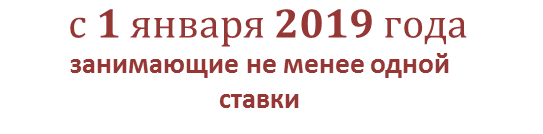 с 1 января 2019 года
занимающие не менее одной
ставки